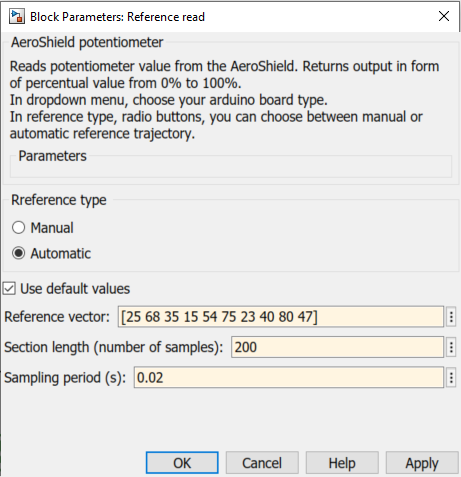 Block Parameters: Reference read
AeroShield potentiometer
Reads potentiometer value from the AeroShield. Returns output in form
of percentual value from 0% to 100%.
In dropdown menu, choose your arduino board type.
In reference type, radio buttons, you can choose between manual or
automatic reference trajectory.
Parameters
Rreference type
Manual
Automatic
Use default values
Reference vector: [25 68 35 15 54 75 23 40 80 47]
Section length (number of samples): 200
Sampling period (s): 0.02
OK Cancel Help Apply